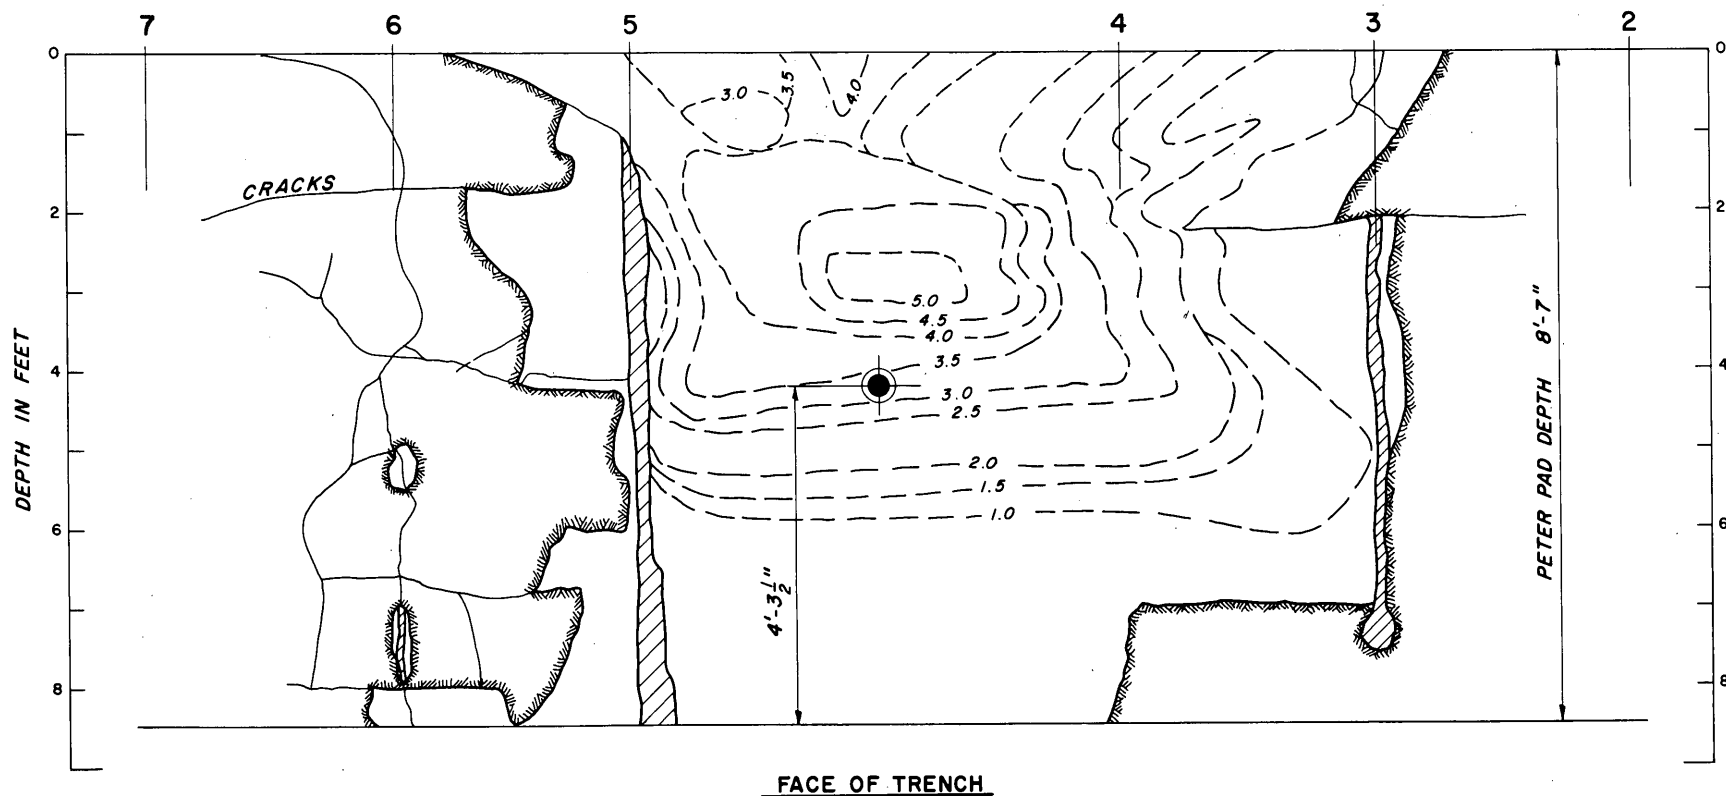 7 6 5 4 3 2
0 0
3.0 3.5 4.0
CRACKS
2 2
5.0
4.5
4.0
3.5
4 4
3.0
2.5
2.0
1.5
1.0
6 6
8 8
DEPTH IN FEET
4'-3½"
PETER PAD DEPTH 8'-7"
FACE OF TRENCH